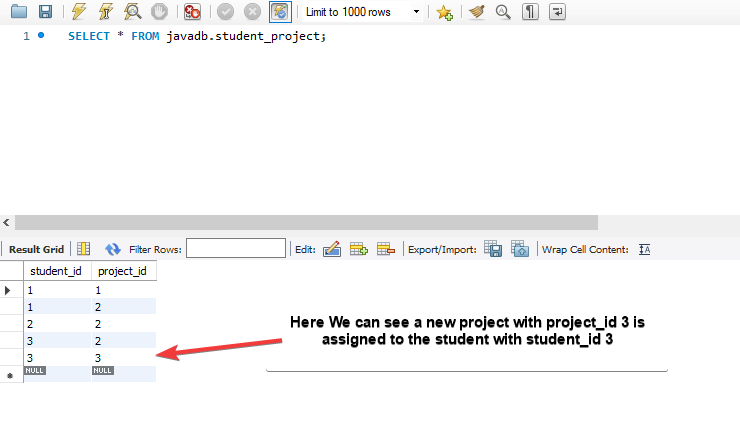 Limit to 1000 rows
1 SELECT * FROM javadb.student_project;
Result Grid Filter Rows: Edit: Export/Import: Wrap Cell Content:
student_id project_id
1 1
1 2
2 2
3 2
3 3
NULL NULL
Here We can see a new project with project_id 3 is
assigned to the student with student_id 3